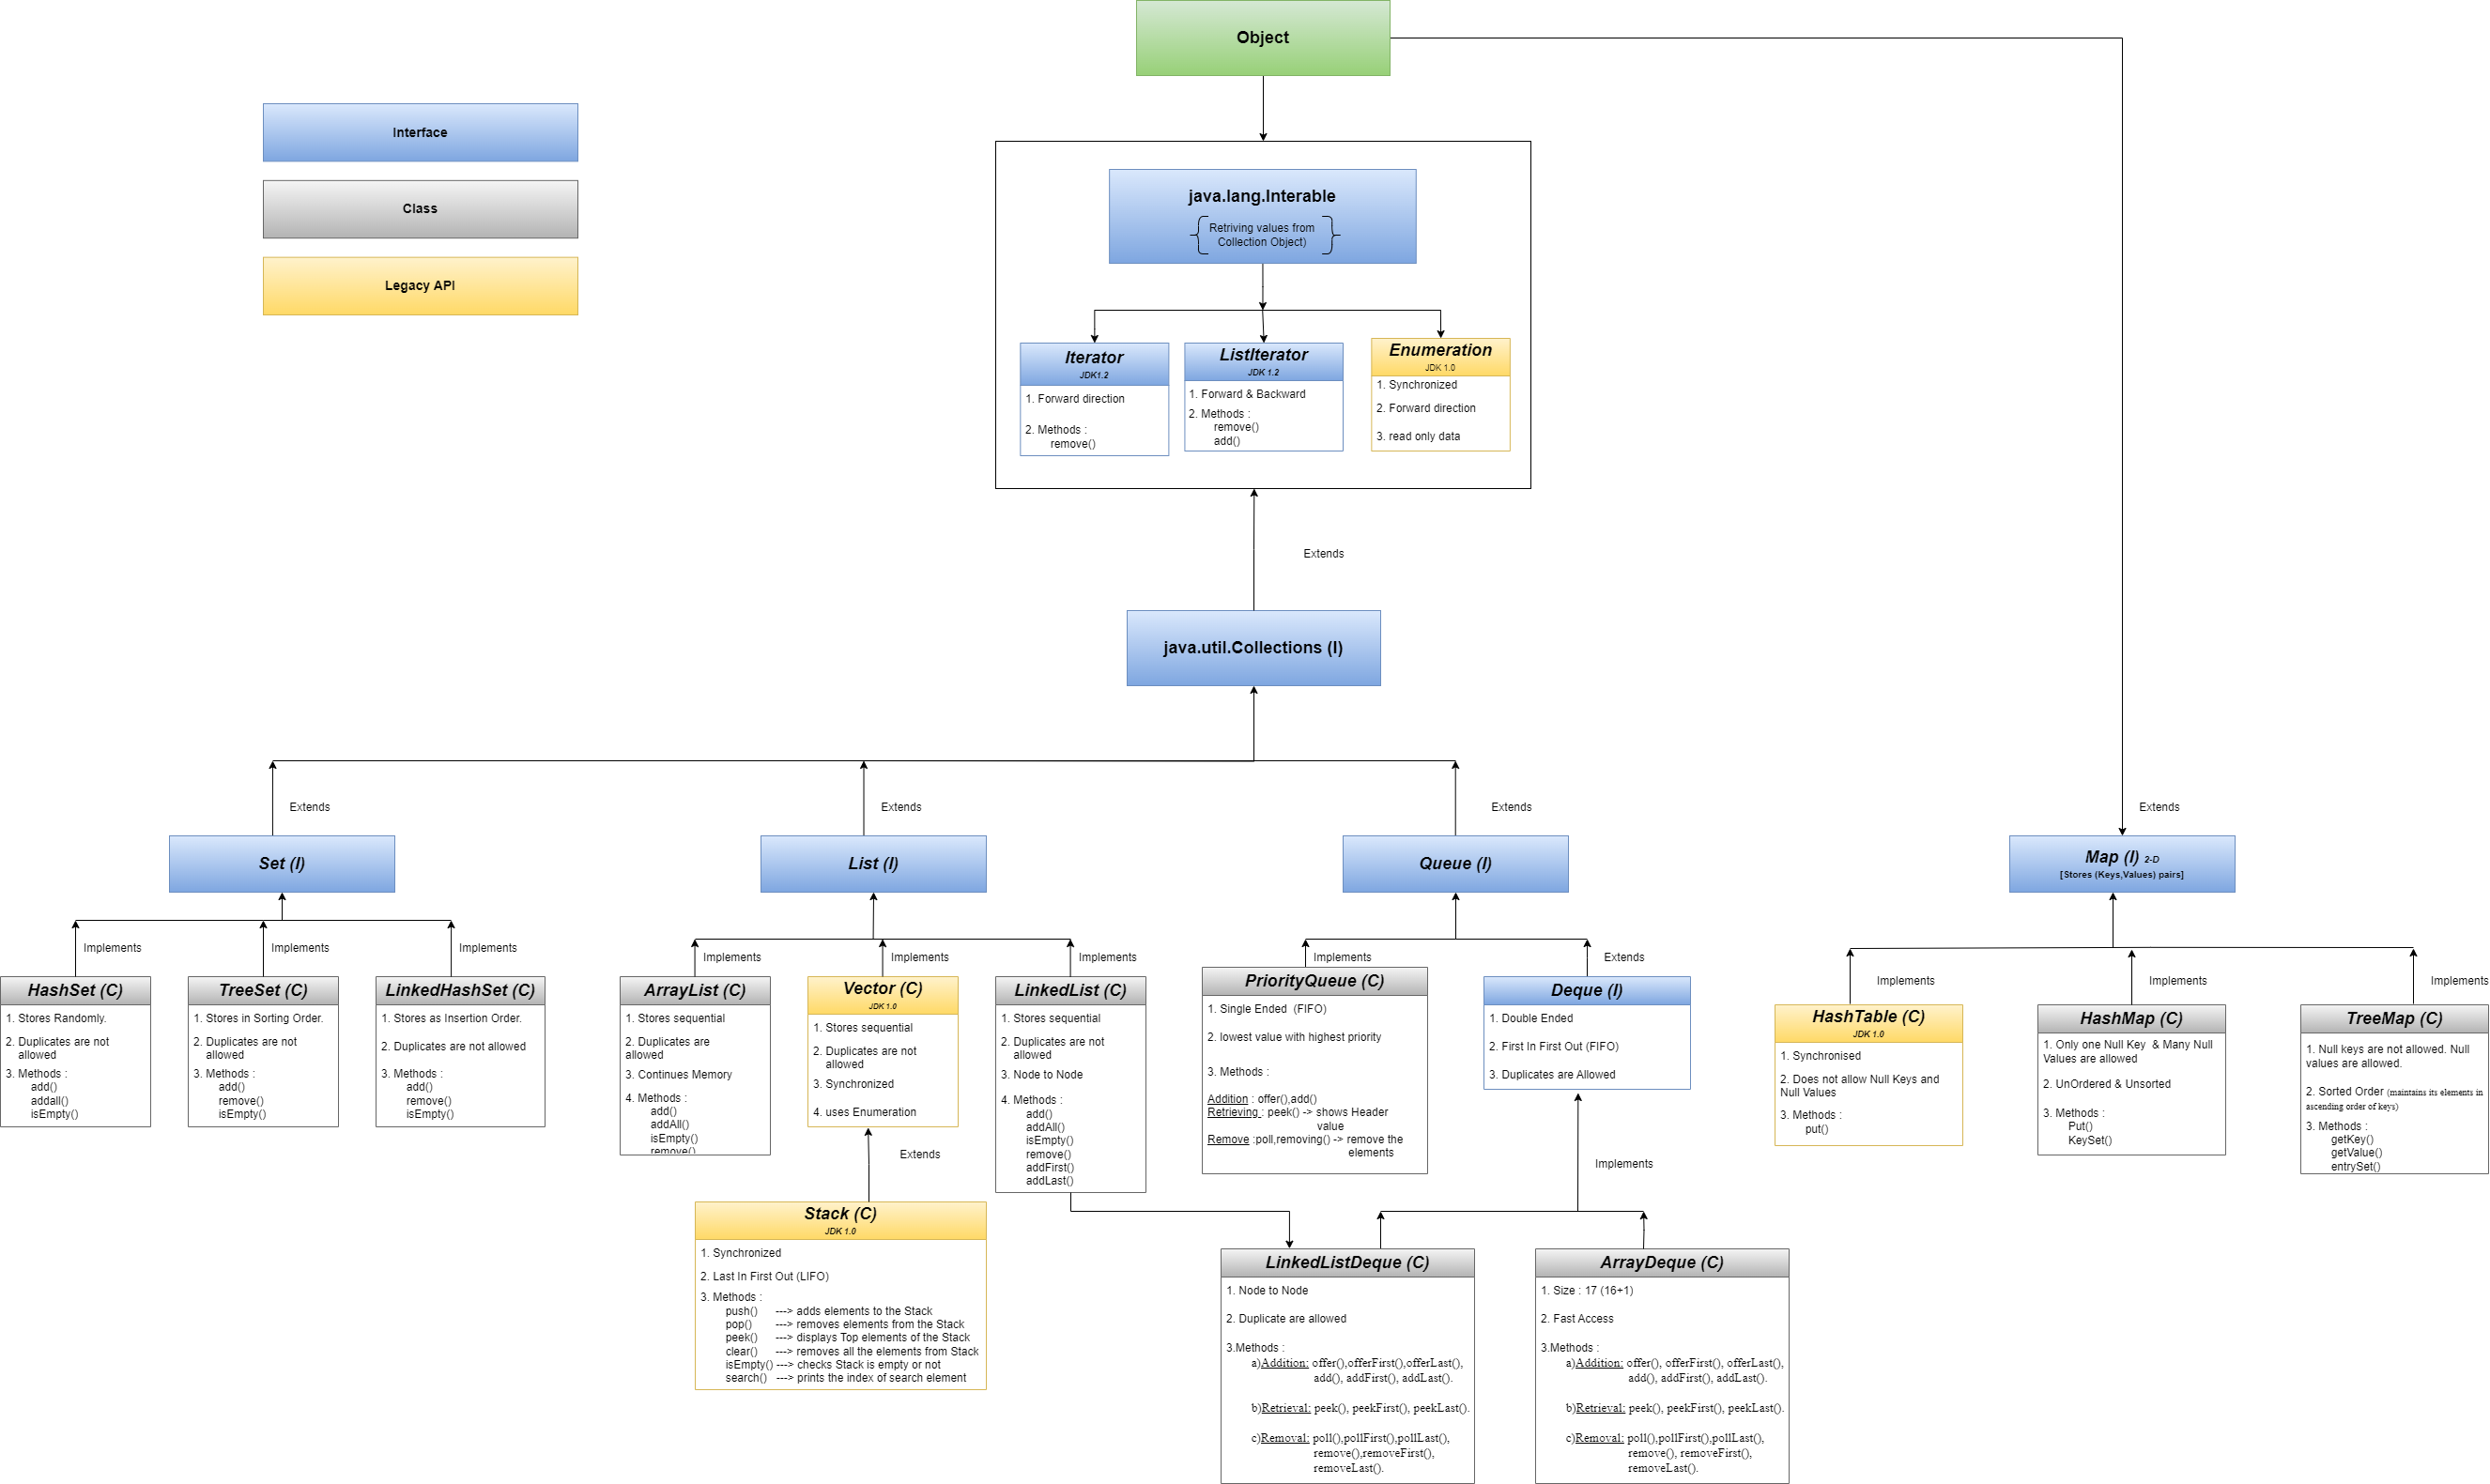 Object
Interface
Class
Legacy API
java.lang.Interable
Retriving values from
Collection Object)
Iterator
JDK1.2
1. Forward direction
2. Methods :
remove()
ListIterator
JDK 1.2
1. Forward & Backward
2. Methods :
remove()
add()
Enumeration
JDK 1.0
1. Synchronized
2. Forward direction
3. read only data
Extends
java.util.Collections (I)
Extends
Extends
Extends
Extends
Set (I)
List (I)
Queue (I)
Map (I) 2-D
[Stores (Keys,Values) pairs]
Implements
Implements
Implements
HashSet (C)
1. Stores Randomly.
2. Duplicates are not
allowed
3. Methods :
add()
addall()
isEmpty()
TreeSet (C)
1. Stores in Sorting Order.
2. Duplicates are not
allowed
3. Methods :
add()
remove()
isEmpty()
LinkedHashSet (C)
1. Stores as Insertion Order.
2. Duplicates are not allowed
3. Methods :
add()
remove()
isEmpty()
Implements
Implements
Implements
ArrayList (C)
1. Stores sequential
2. Duplicates are
allowed
3. Continues Memory
4. Methods :
add()
addAll()
isEmpty()
remove()
Vector (C)
JDK 1.0
1. Stores sequential
2. Duplicates are not
allowed
3. Synchronized
4. uses Enumeration
Extends
LinkedList (C)
1. Stores sequential
2. Duplicates are not
allowed
3. Node to Node
4. Methods :
add()
addAll()
isEmpty()
remove()
addFirst()
addLast()
Stack (C)
JDK 1.0
1. Synchronized
2. Last In First Out (LIFO)
3. Methods :
push() ---> adds elements to the Stack
pop() ---> removes elements from the Stack
peek() ---> displays Top elements of the Stack
clear() ---> removes all the elements from Stack
isEmpty() ---> checks Stack is empty or not
search() ---> prints the index of search element
Implements
Extends
PriorityQueue (C)
1. Single Ended (FIFO)
2. lowest value with highest priority
3. Methods :
Addition : offer(),add()
Retrieving : peek() -> shows Header
value
Remove :poll,removing() -> remove the
elements
Deque (I)
1. Double Ended
2. First In First Out (FIFO)
3. Duplicates are Allowed
Implements
LinkedListDeque (C)
1. Node to Node
2. Duplicate are allowed
3.Methods :
a)Addition: offer(),offerFirst(),offerLast(),
add(), addFirst(), addLast().
b)Retrieval: peek(), peekFirst(), peekLast().
c)Removal: poll(),pollFirst(),pollLast(),
remove(),removeFirst(),
removeLast().
ArrayDeque (C)
1. Size : 17 (16+1)
2. Fast Access
3.Methods :
a)Addition: offer(), offerFirst(), offerLast(),
add(), addFirst(), addLast().
b)Retrieval: peek(), peekFirst(), peekLast().
c)Removal: poll(),pollFirst(),pollLast(),
remove(), removeFirst(),
removeLast().
Implements
Implements
Implements
HashTable (C)
JDK 1.0
1. Synchronised
2. Does not allow Null Keys and
Null Values
3. Methods :
put()
HashMap (C)
1. Only one Null Key & Many Null
Values are allowed
2. UnOrdered & Unsorted
3. Methods :
Put()
KeySet()
TreeMap (C)
1. Null keys are not allowed. Null
values are allowed.
2. Sorted Order (maintains its elements in
ascending order of keys)
3. Methods :
getKey()
getValue()
entrySet()